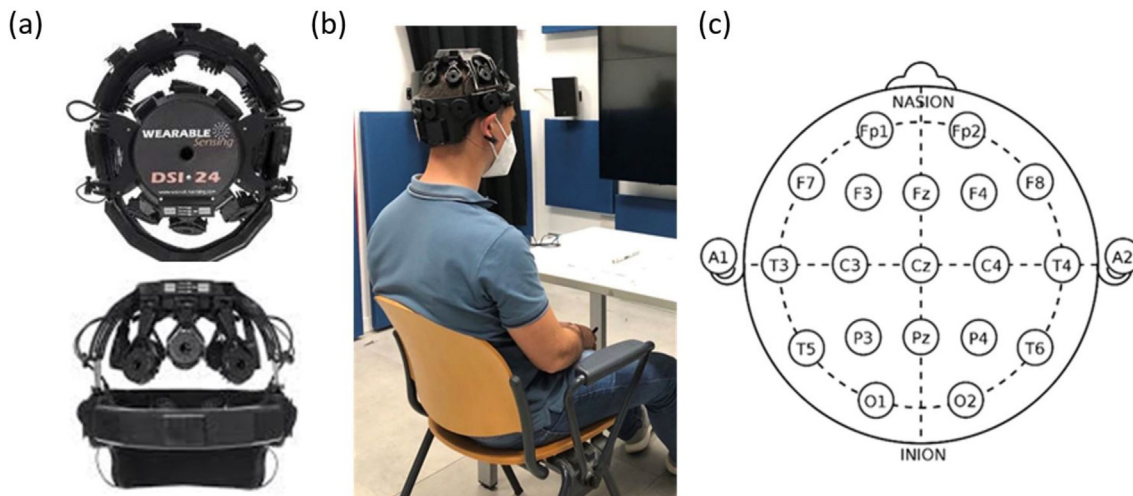 (a)
(b)
(c)
WEARABLE
Sensing
DSI-24
NASION
Fp1 Fp2
F7 F3 Fz F4 F8
A1 T3 C3 Cz C4 T4 A2
T5 P3 Pz P4 T6
O1 O2
INION